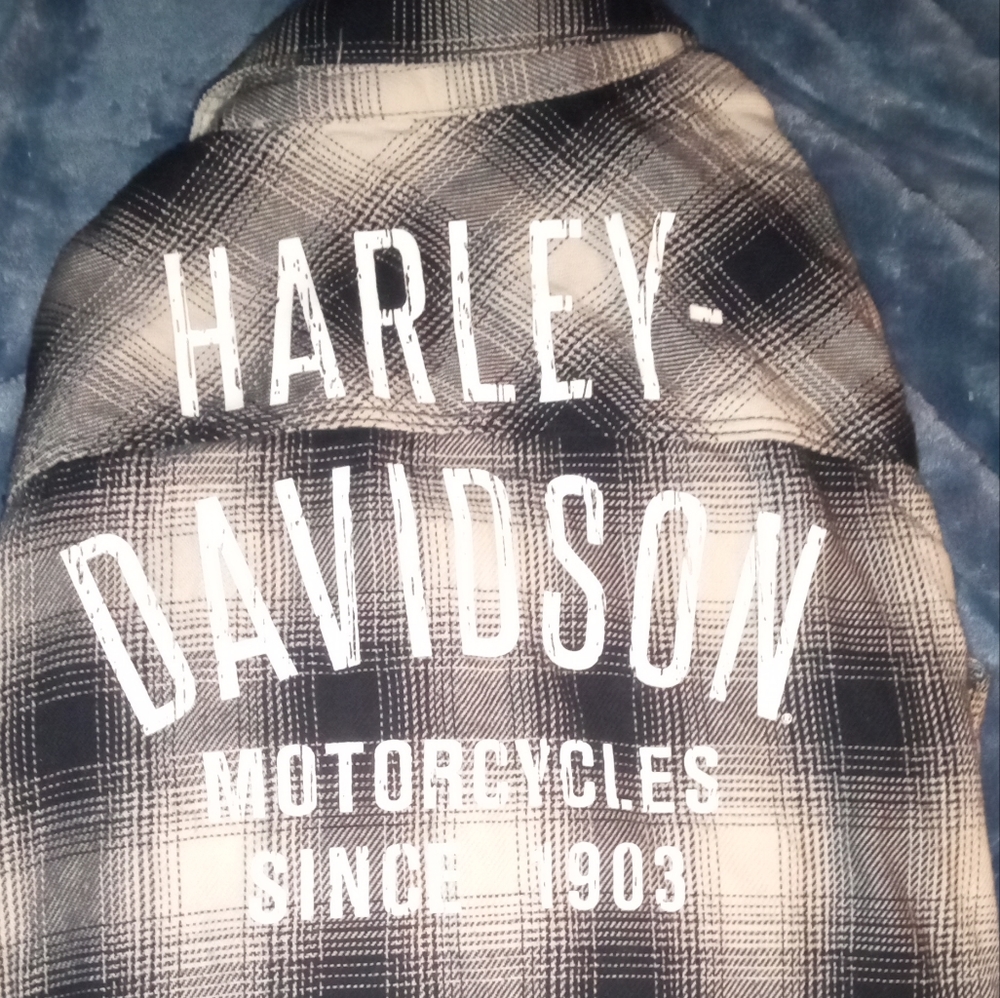 HARLEY-
DAVIDSON
MOTORCYCLES
SINCE 1903